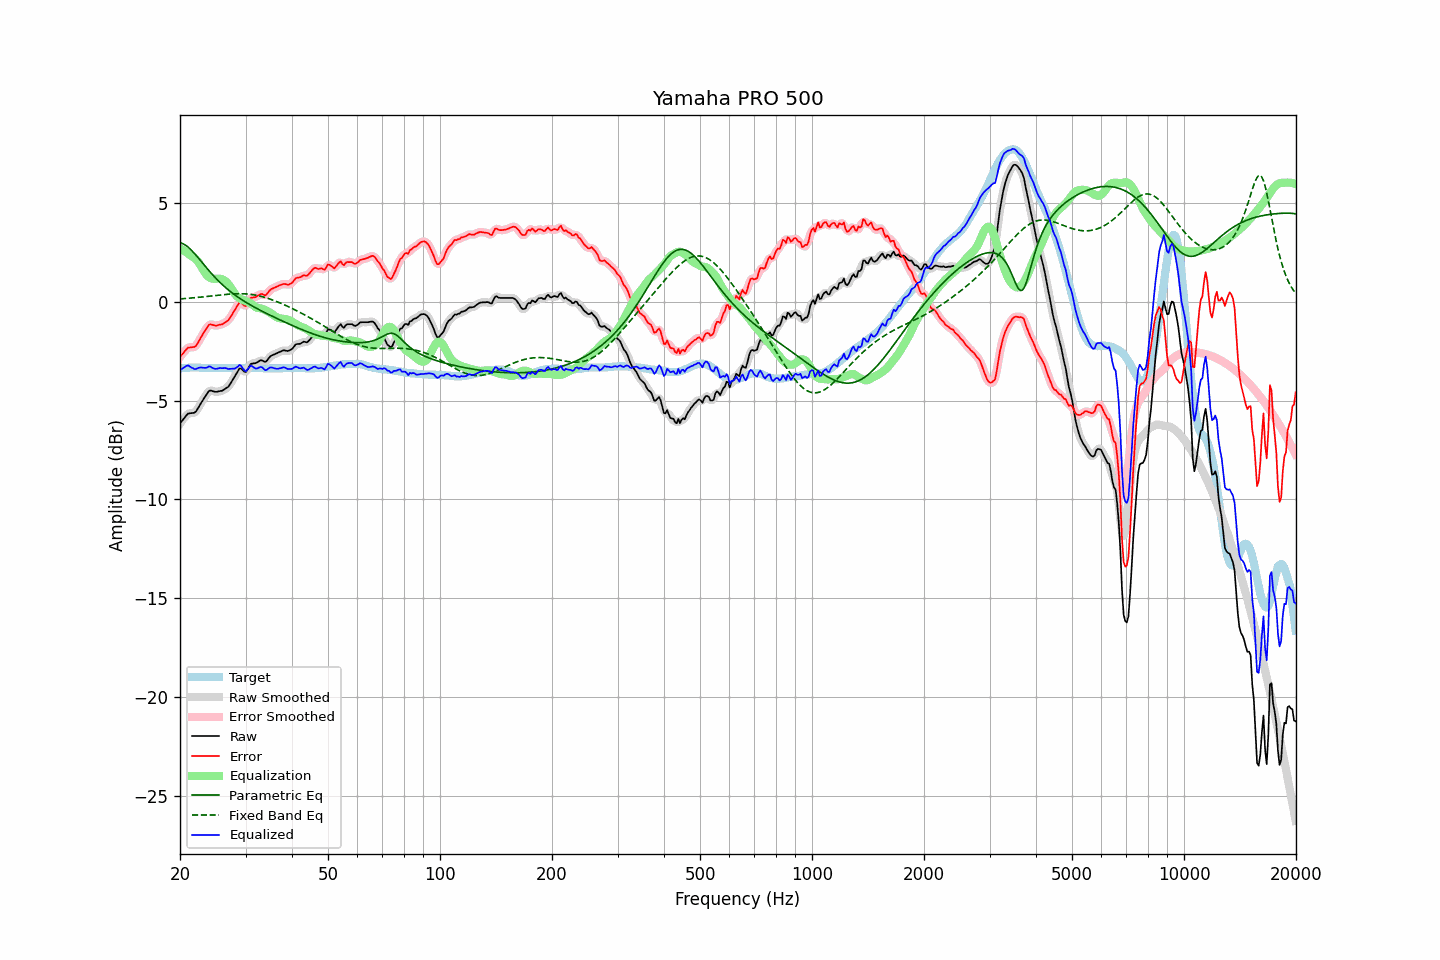 Yamaha PRO 500
Amplitude (dBr)
5
0
−5
−10
−15
−20
−25
Target
Raw Smoothed
Error Smoothed
Raw
Error
Equalization
Parametric Eq
Fixed Band Eq
Equalized
20 50 100 200 500 1000 2000 5000 10000 20000
Frequency (Hz)